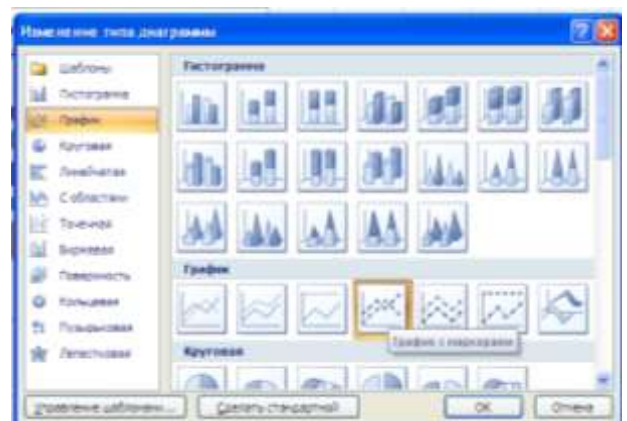 Изменение типа диаграммы
Шаблоны
Гистограмма
График
Круговая
Линейчатая
С областями
Точечная
Биржевая
Поверхность
Кольцевая
Пузырьковая
Лепестковая
Гистограмма
График
График с маркерами
Круговая
Управление шаблонами...
Сделать стандартной
ОК
Отмена